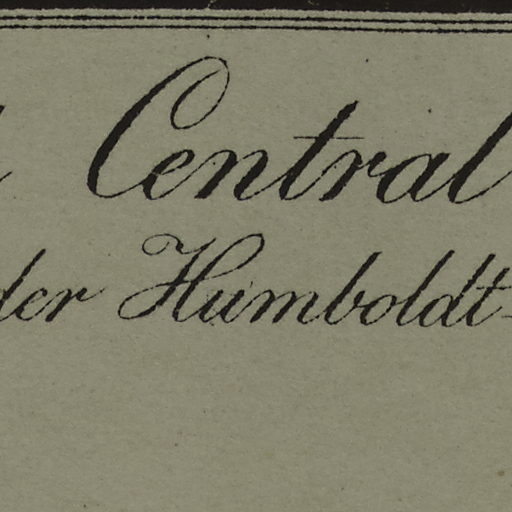 Central
der Humboldt-